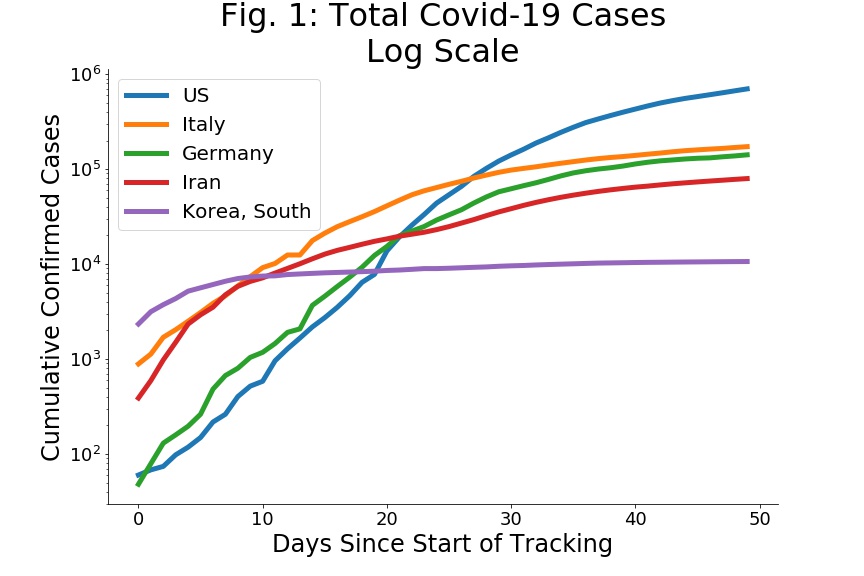 Fig. 1: Total Covid-19 Cases
Log Scale
Cumulative Confirmed Cases
10⁶
10⁵
10⁴
10³
10²
US
Italy
Germany
Iran
Korea, South
0 10 20 30 40 50
Days Since Start of Tracking